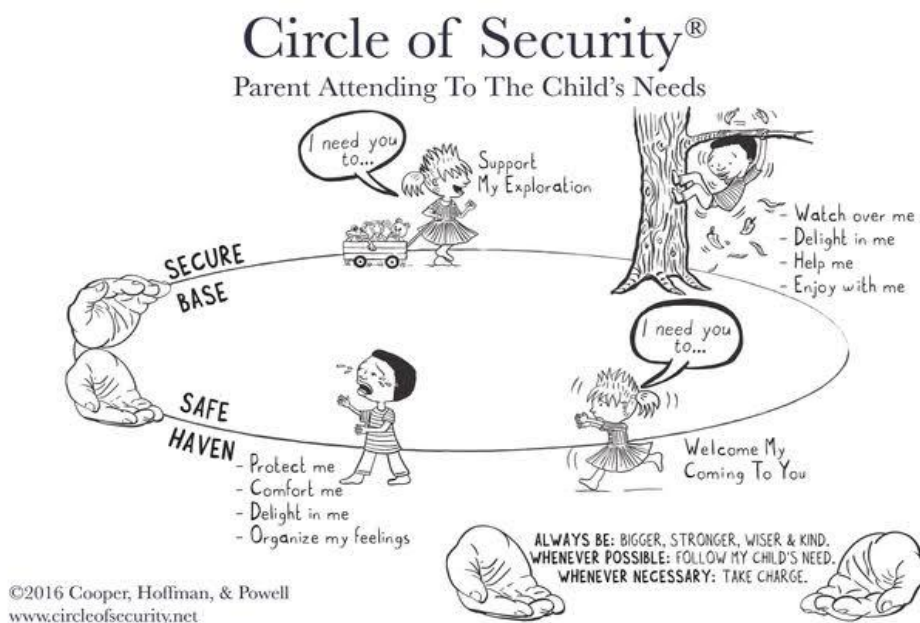 Circle of Security®
Parent Attending To The Child's Needs
I need you
to...
Support
My Exploration
- Watch over me
- Delight in me
- Help me
- Enjoy with me
SECURE
BASE
I need you
to...
SAFE
HAVEN
- Protect me
- Comfort me
- Delight in me
- Organize my feelings
Welcome My
Coming To You
ALWAYS BE: BIGGER, STRONGER, WISER & KIND.
WHENEVER POSSIBLE: FOLLOW MY CHILD'S NEED.
WHENEVER NECESSARY: TAKE CHARGE.
©2016 Cooper, Hoffman, & Powell
www.circleofsecurity.net